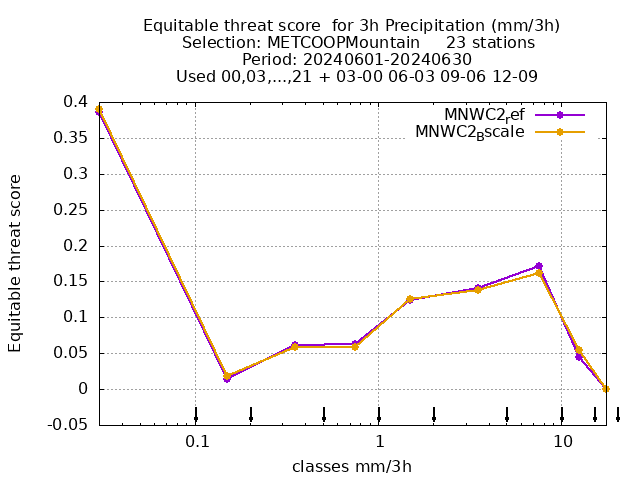 Equitable threat score  for 3h Precipitation (mm/3h)
Selection: METCOOPMountain     23 stations
Period: 20240601-20240630
Used 00,03,...,21 + 03-00 06-03 09-06 12-09
MNWC2ref
MNWC2Bscale
0.4
0.35
0.3
0.25
0.2
0.15
0.1
0.05
0
-0.05
Equitable threat score
0.1
1
10
classes mm/3h